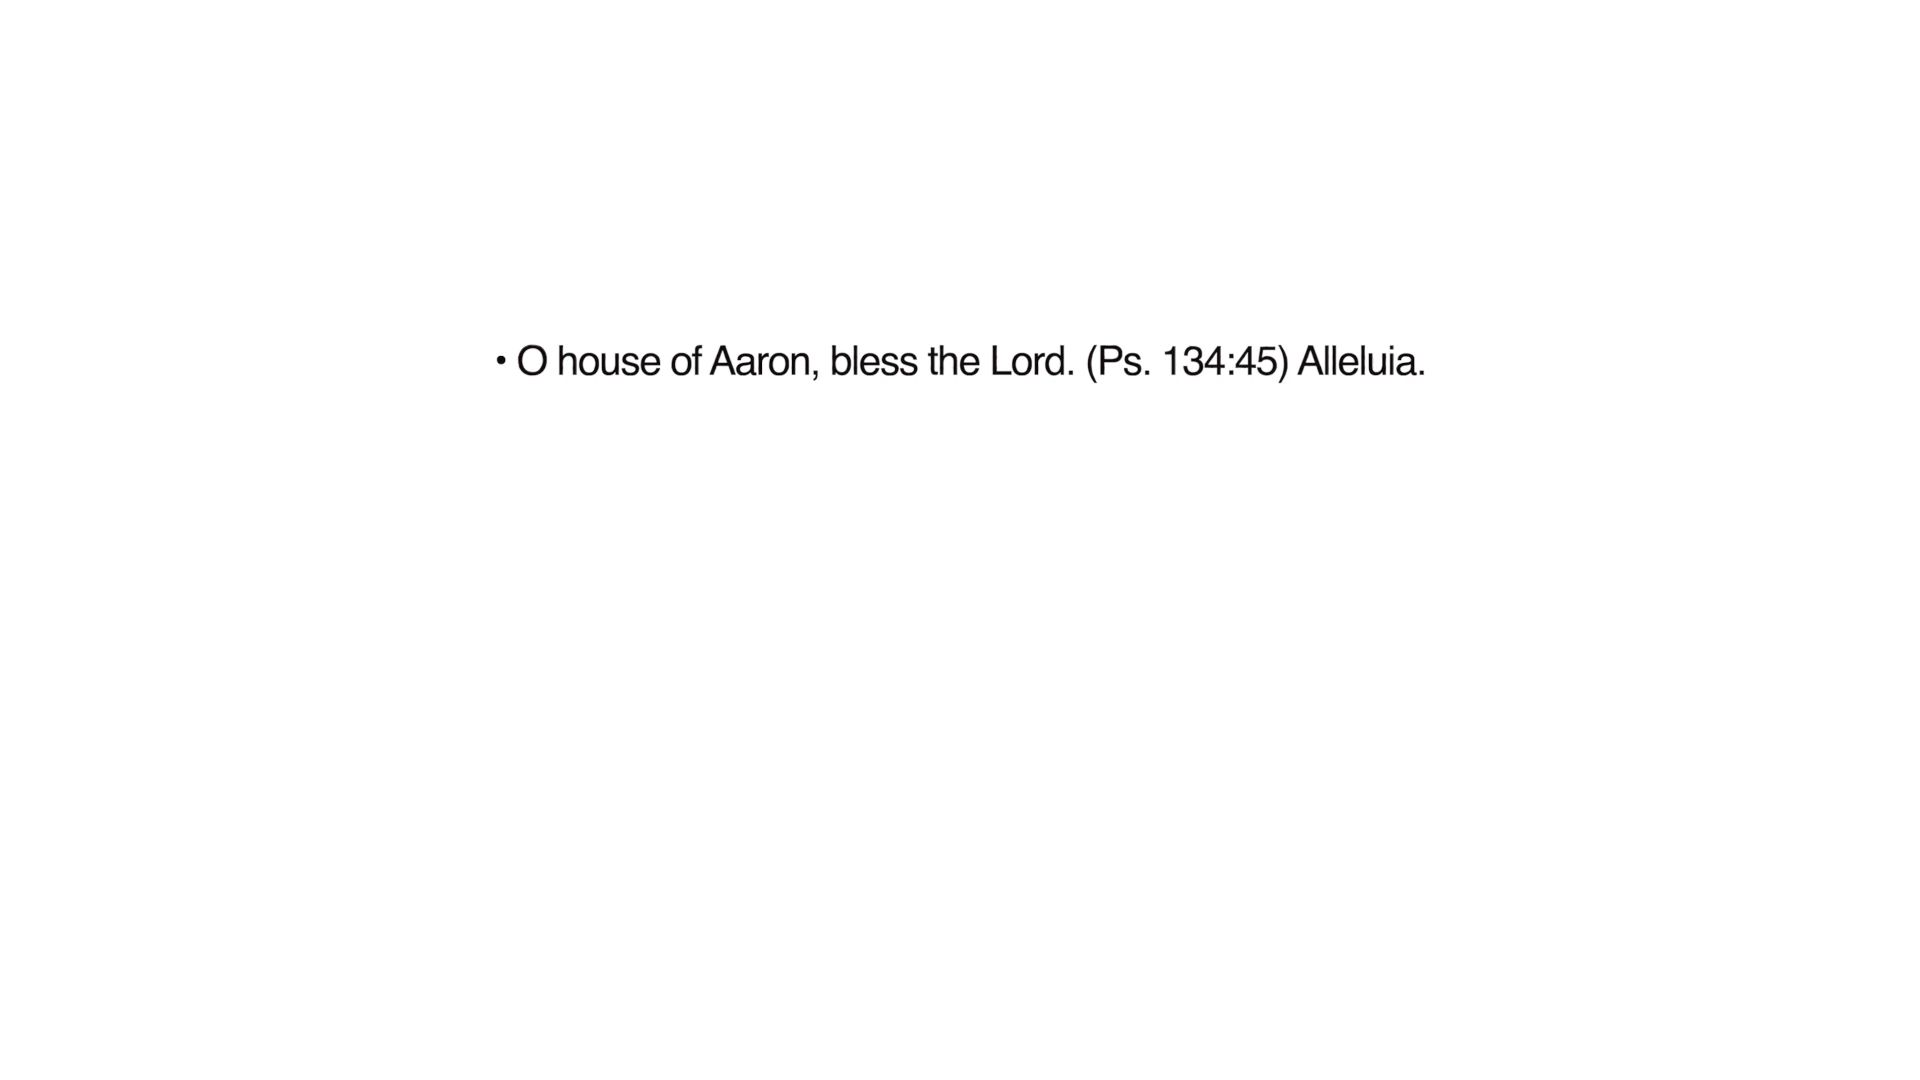 • O house of Aaron, bless the Lord. (Ps. 134:45) Alleluia.